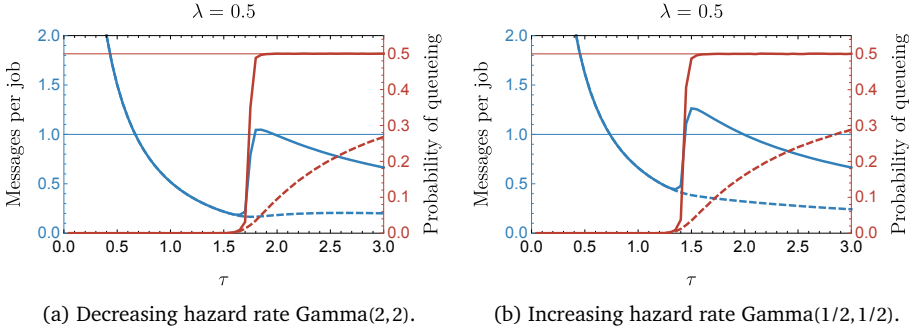 λ = 0.5
Messages per job
2.0
1.5
1.0
0.5
0.0
0.0 0.5 1.0 1.5 2.0 2.5 3.0
τ
0.5
0.4
0.3
0.2
0.1
0.0
Probability of queueing
(a) Decreasing hazard rate Gamma(2,2).
λ = 0.5
Messages per job
2.0
1.5
1.0
0.5
0.0
0.0 0.5 1.0 1.5 2.0 2.5 3.0
τ
0.5
0.4
0.3
0.2
0.1
0.0
Probability of queueing
(b) Increasing hazard rate Gamma(1/2,1/2).